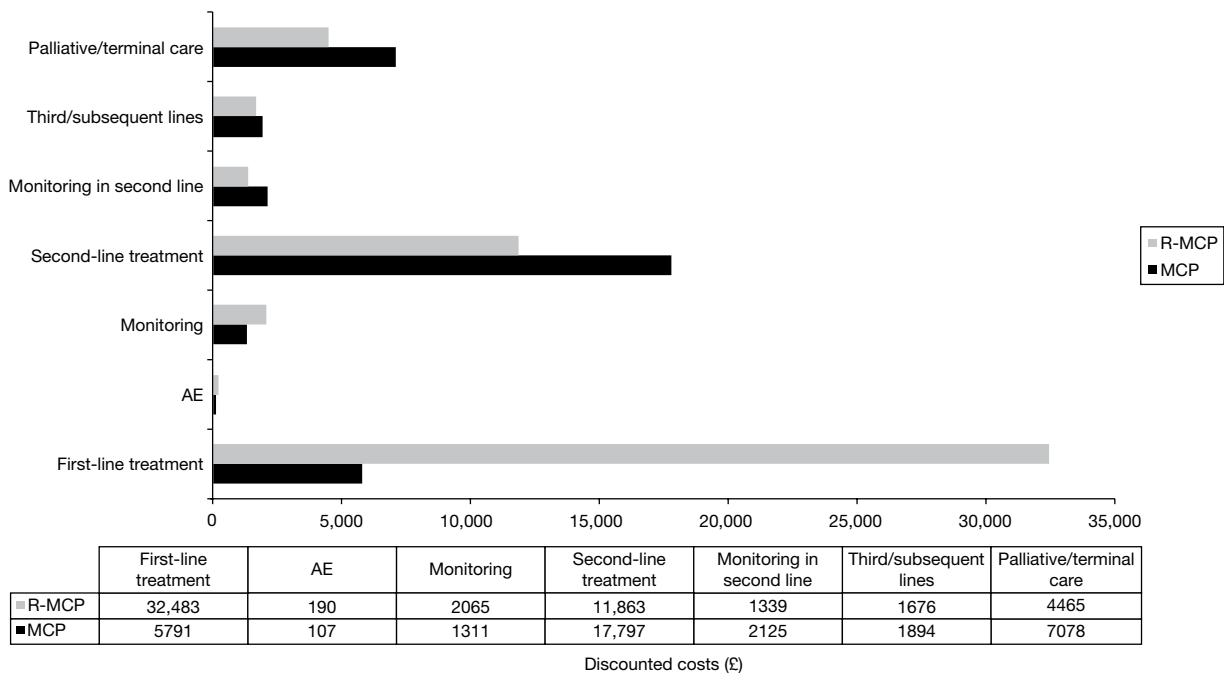 Palliative/terminal care
Third/subsequent lines
Monitoring in second line
Second-line treatment
Monitoring
AE
First-line treatment
R-MCP
MCP
0 5,000 10,000 15,000 20,000 25,000 30,000 35,000
First-line treatment AE Monitoring Second-line treatment Monitoring in second line Third/subsequent lines Palliative/terminal care
R-MCP 32,483 190 2065 11,863 1339 1676 4465
MCP 5791 107 1311 17,797 2125 1894 7078
Discounted costs (£)